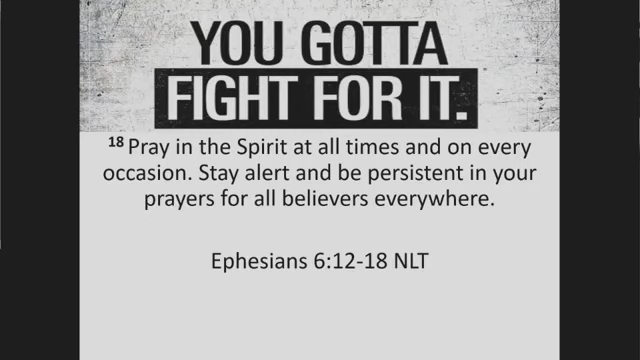 YOU GOTTA
FIGHT FOR IT.
18 Pray in the Spirit at all times and on every
occasion. Stay alert and be persistent in your
prayers for all believers everywhere.
Ephesians 6:12-18 NLT